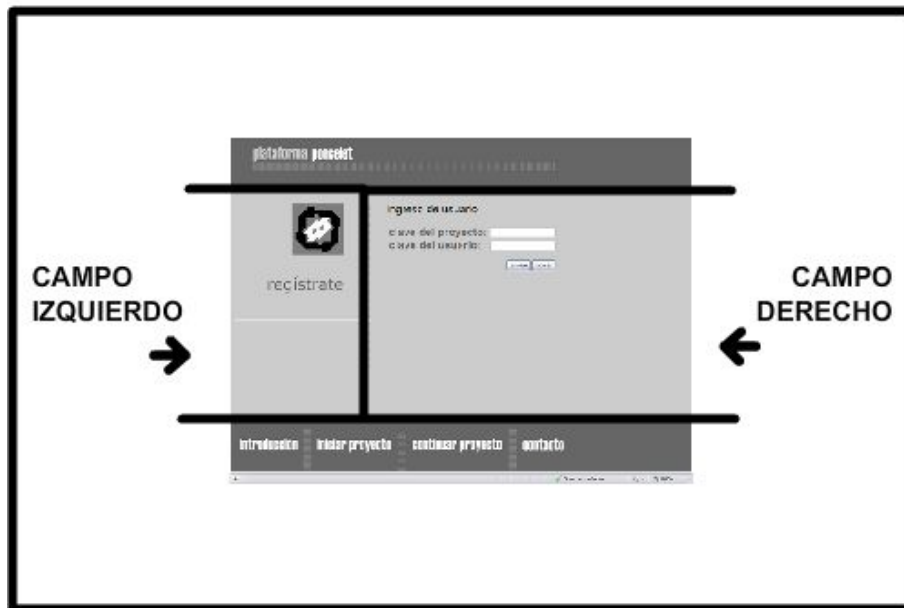 plataforma poncelet
CAMPO
IZQUIERDO
regístrate
ingreso de usuario
clave del proyecto:
clave del usuario:
CAMPO
DERECHO
introducción
iniciar proyecto
continuar proyecto
contacto